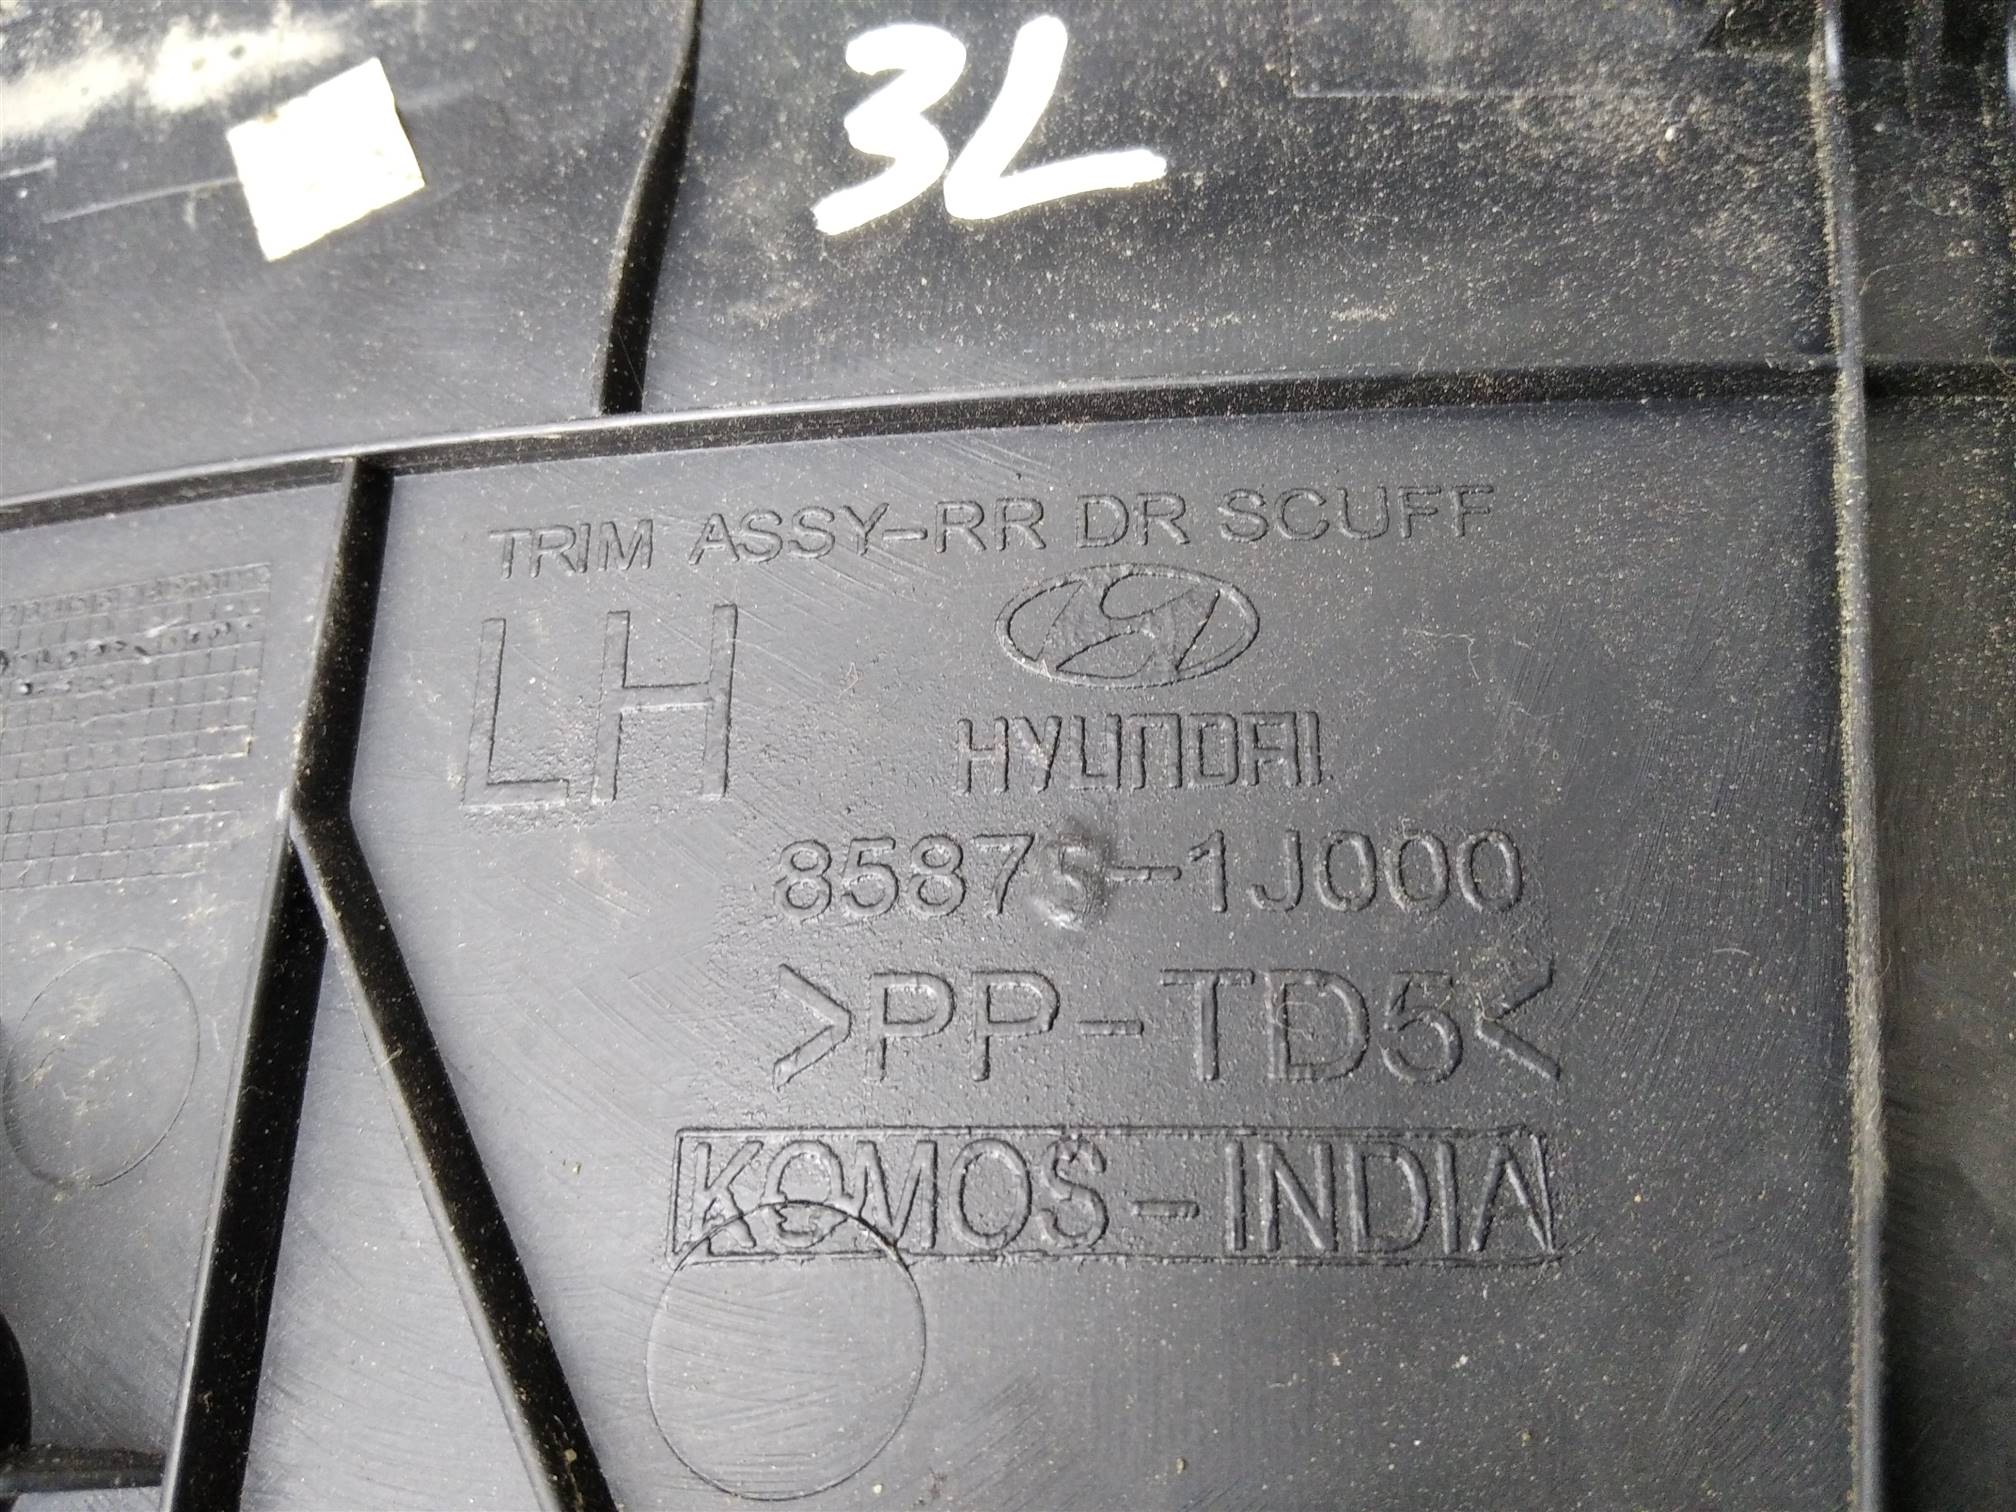 3L
TRIM ASSY-RR DR SCUFF
LH
HYUNDAI
85875-1J000
>PP-TD5<
KOMOS-INDIA